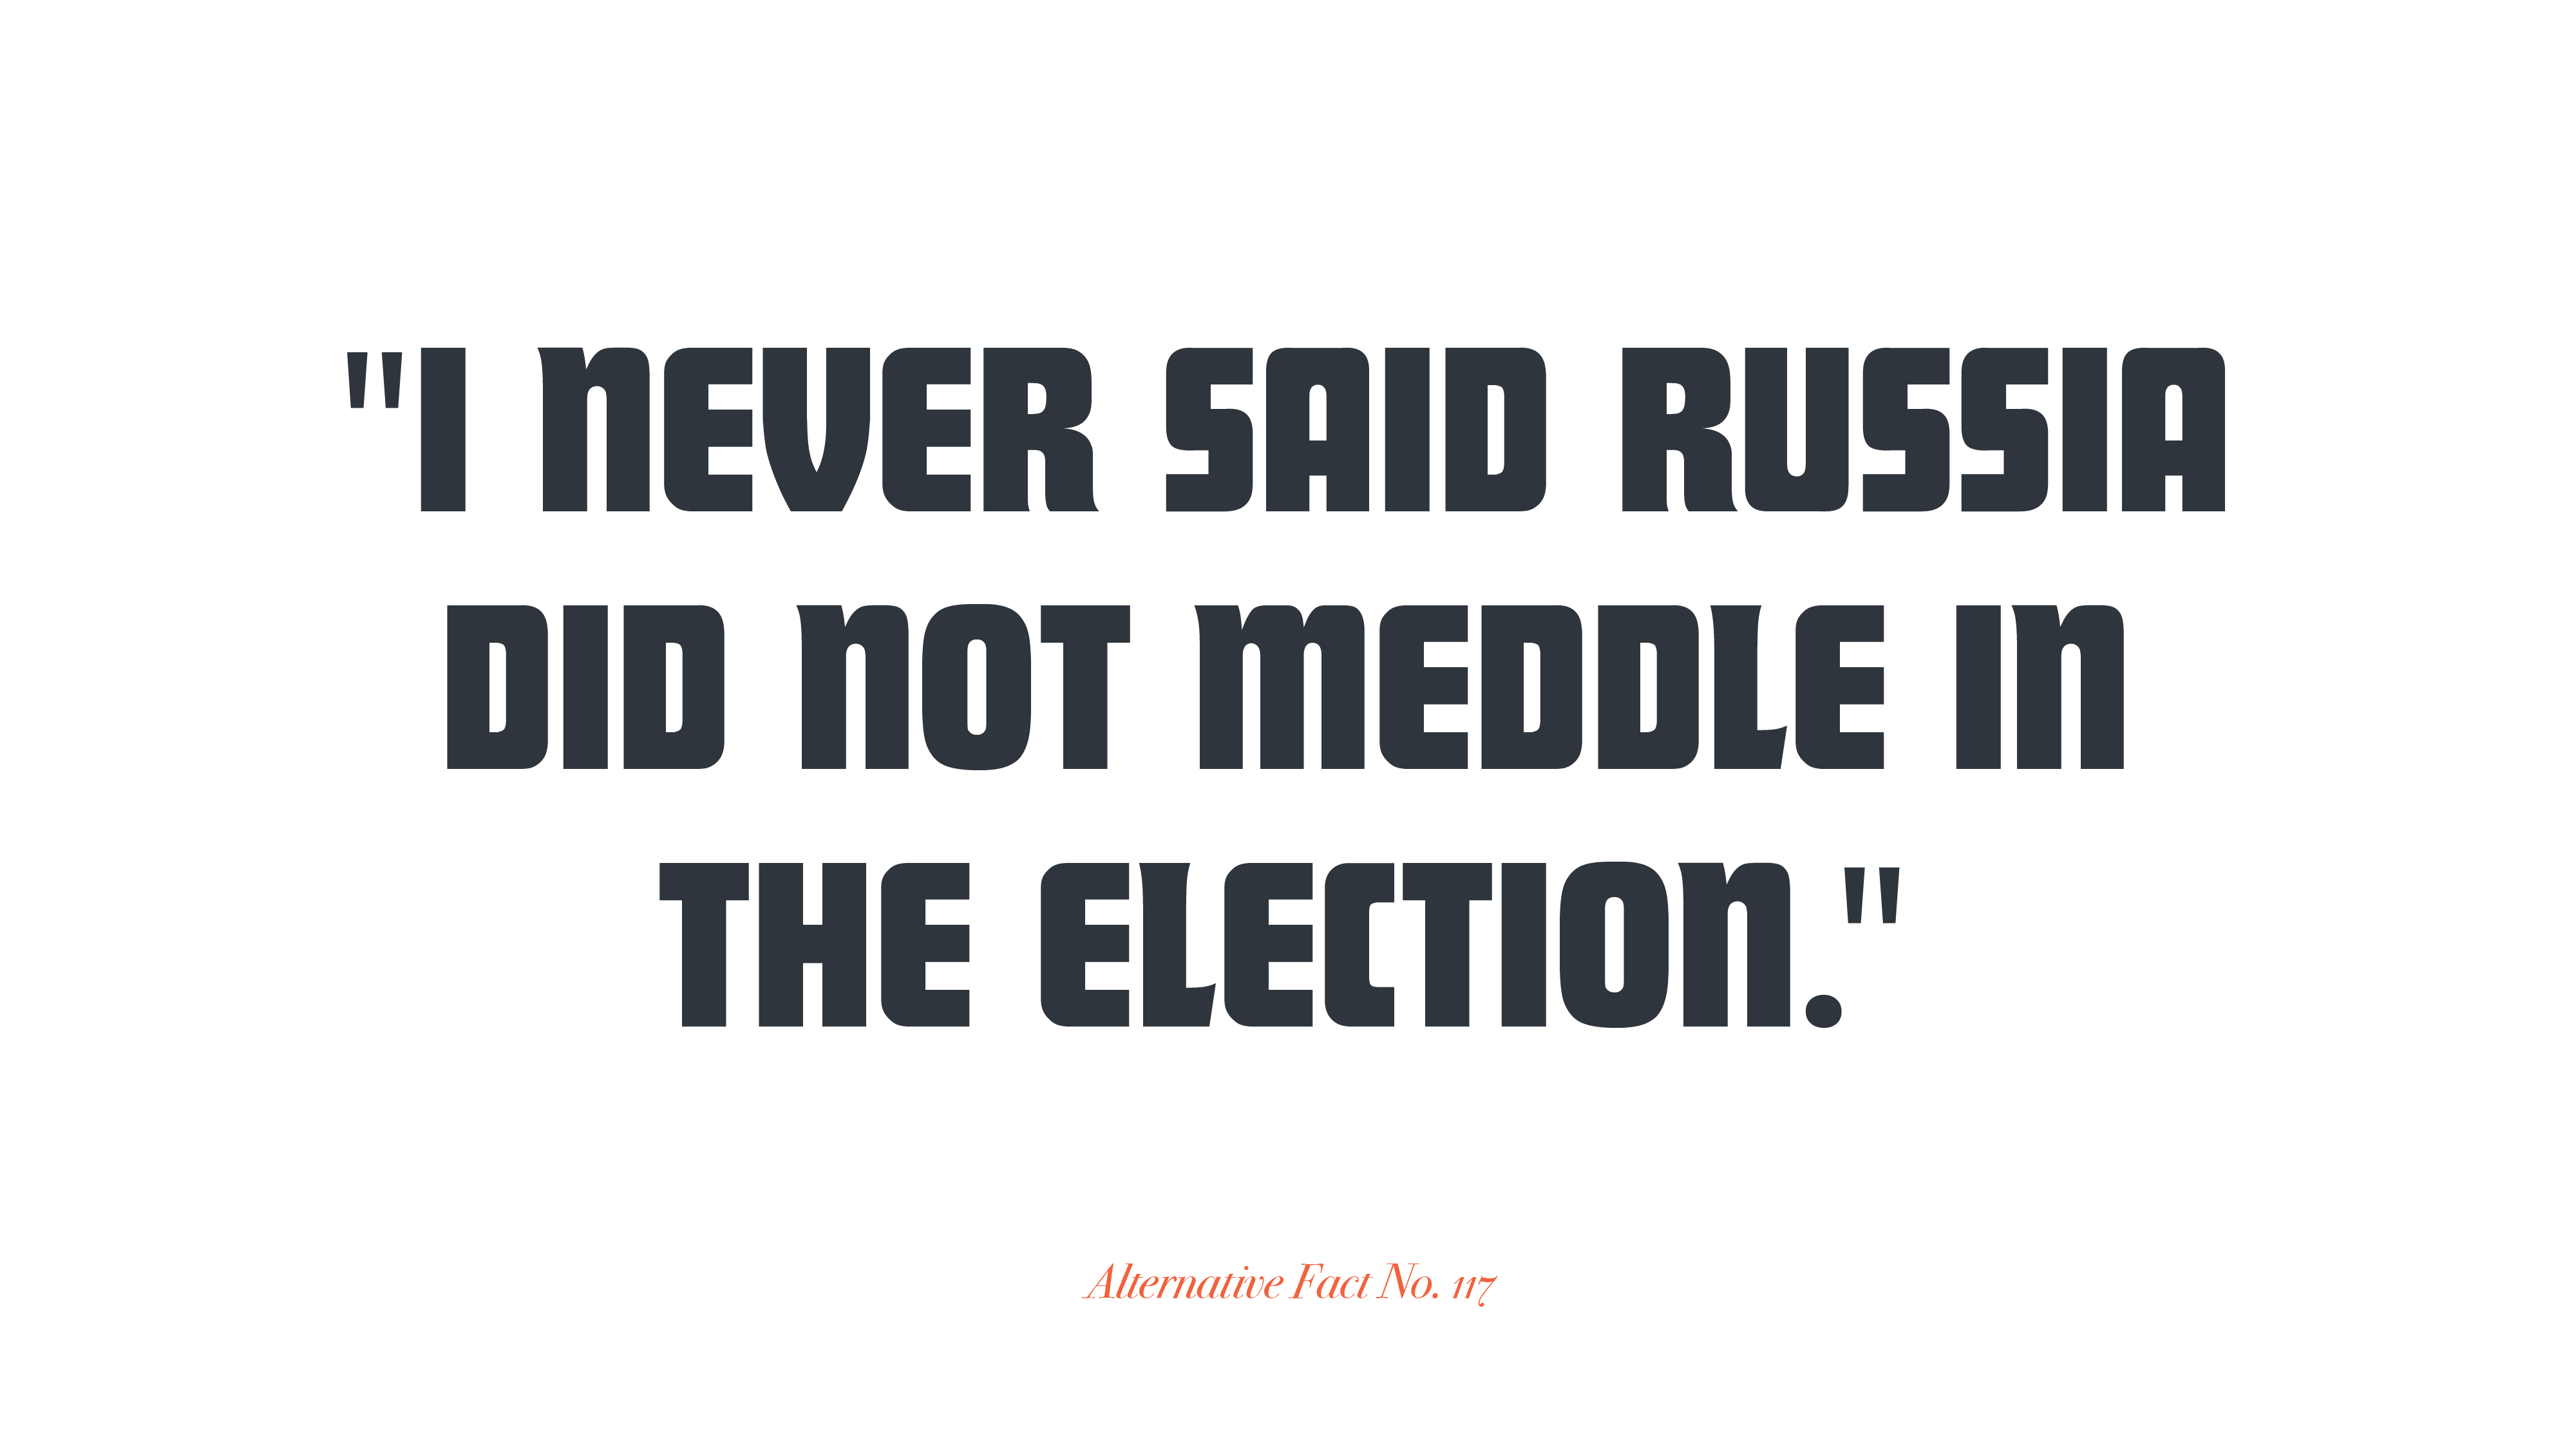 "I NEVER SAID RUSSIA
DID NOT MEDDLE IN
THE ELECTION."
Alternative Fact No. 117